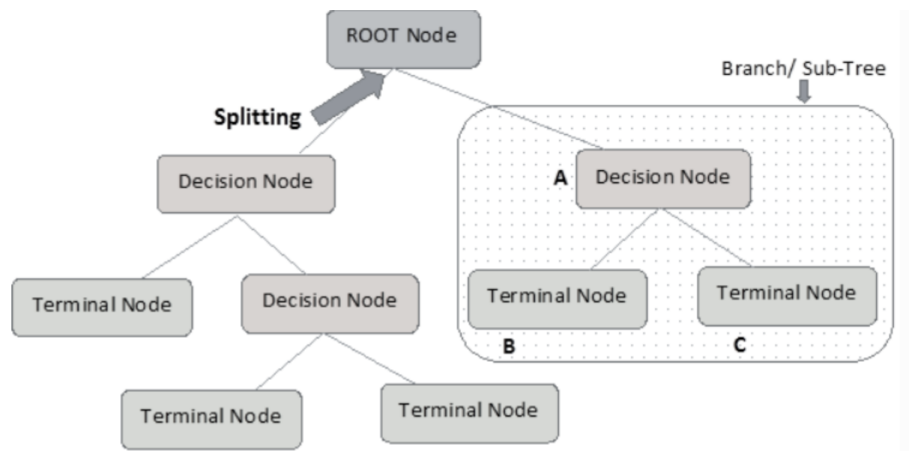 ROOT Node
Branch/ Sub-Tree
Splitting
Decision Node
A Decision Node
Terminal Node
Decision Node
Terminal Node
Terminal Node
B
C
Terminal Node
Terminal Node